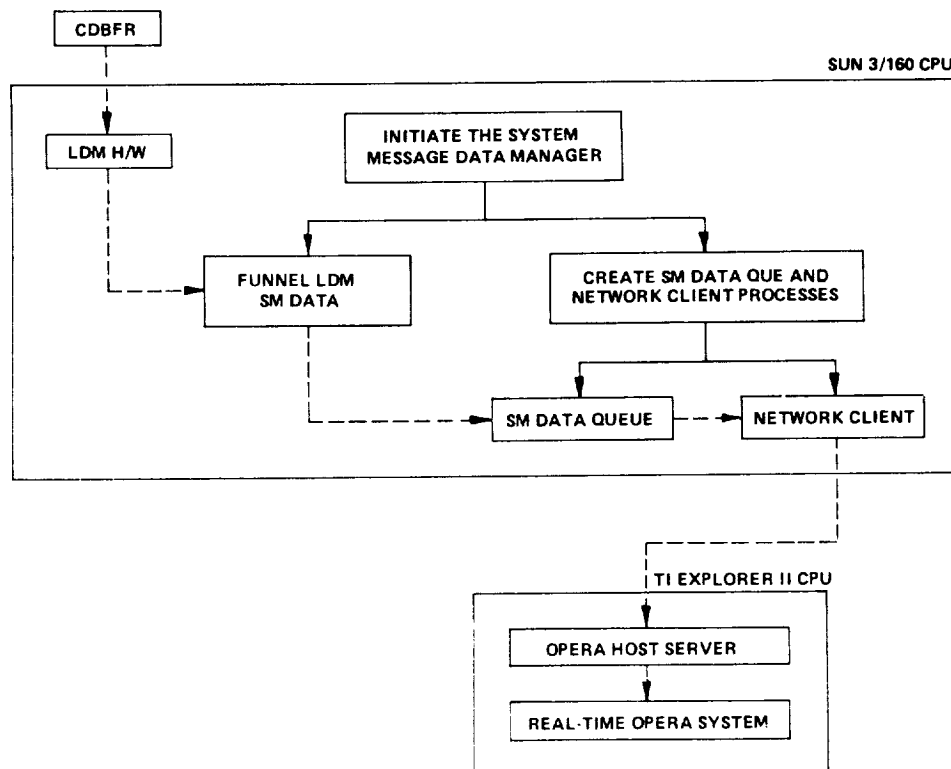 CDBFR
SUN 3/160 CPU
LDM H/W
INITIATE THE SYSTEM
MESSAGE DATA MANAGER
FUNNEL LDM
SM DATA
CREATE SM DATA QUE AND
NETWORK CLIENT PROCESSES
SM DATA QUEUE
NETWORK CLIENT
TI EXPLORER II CPU
OPERA HOST SERVER
REAL-TIME OPERA SYSTEM